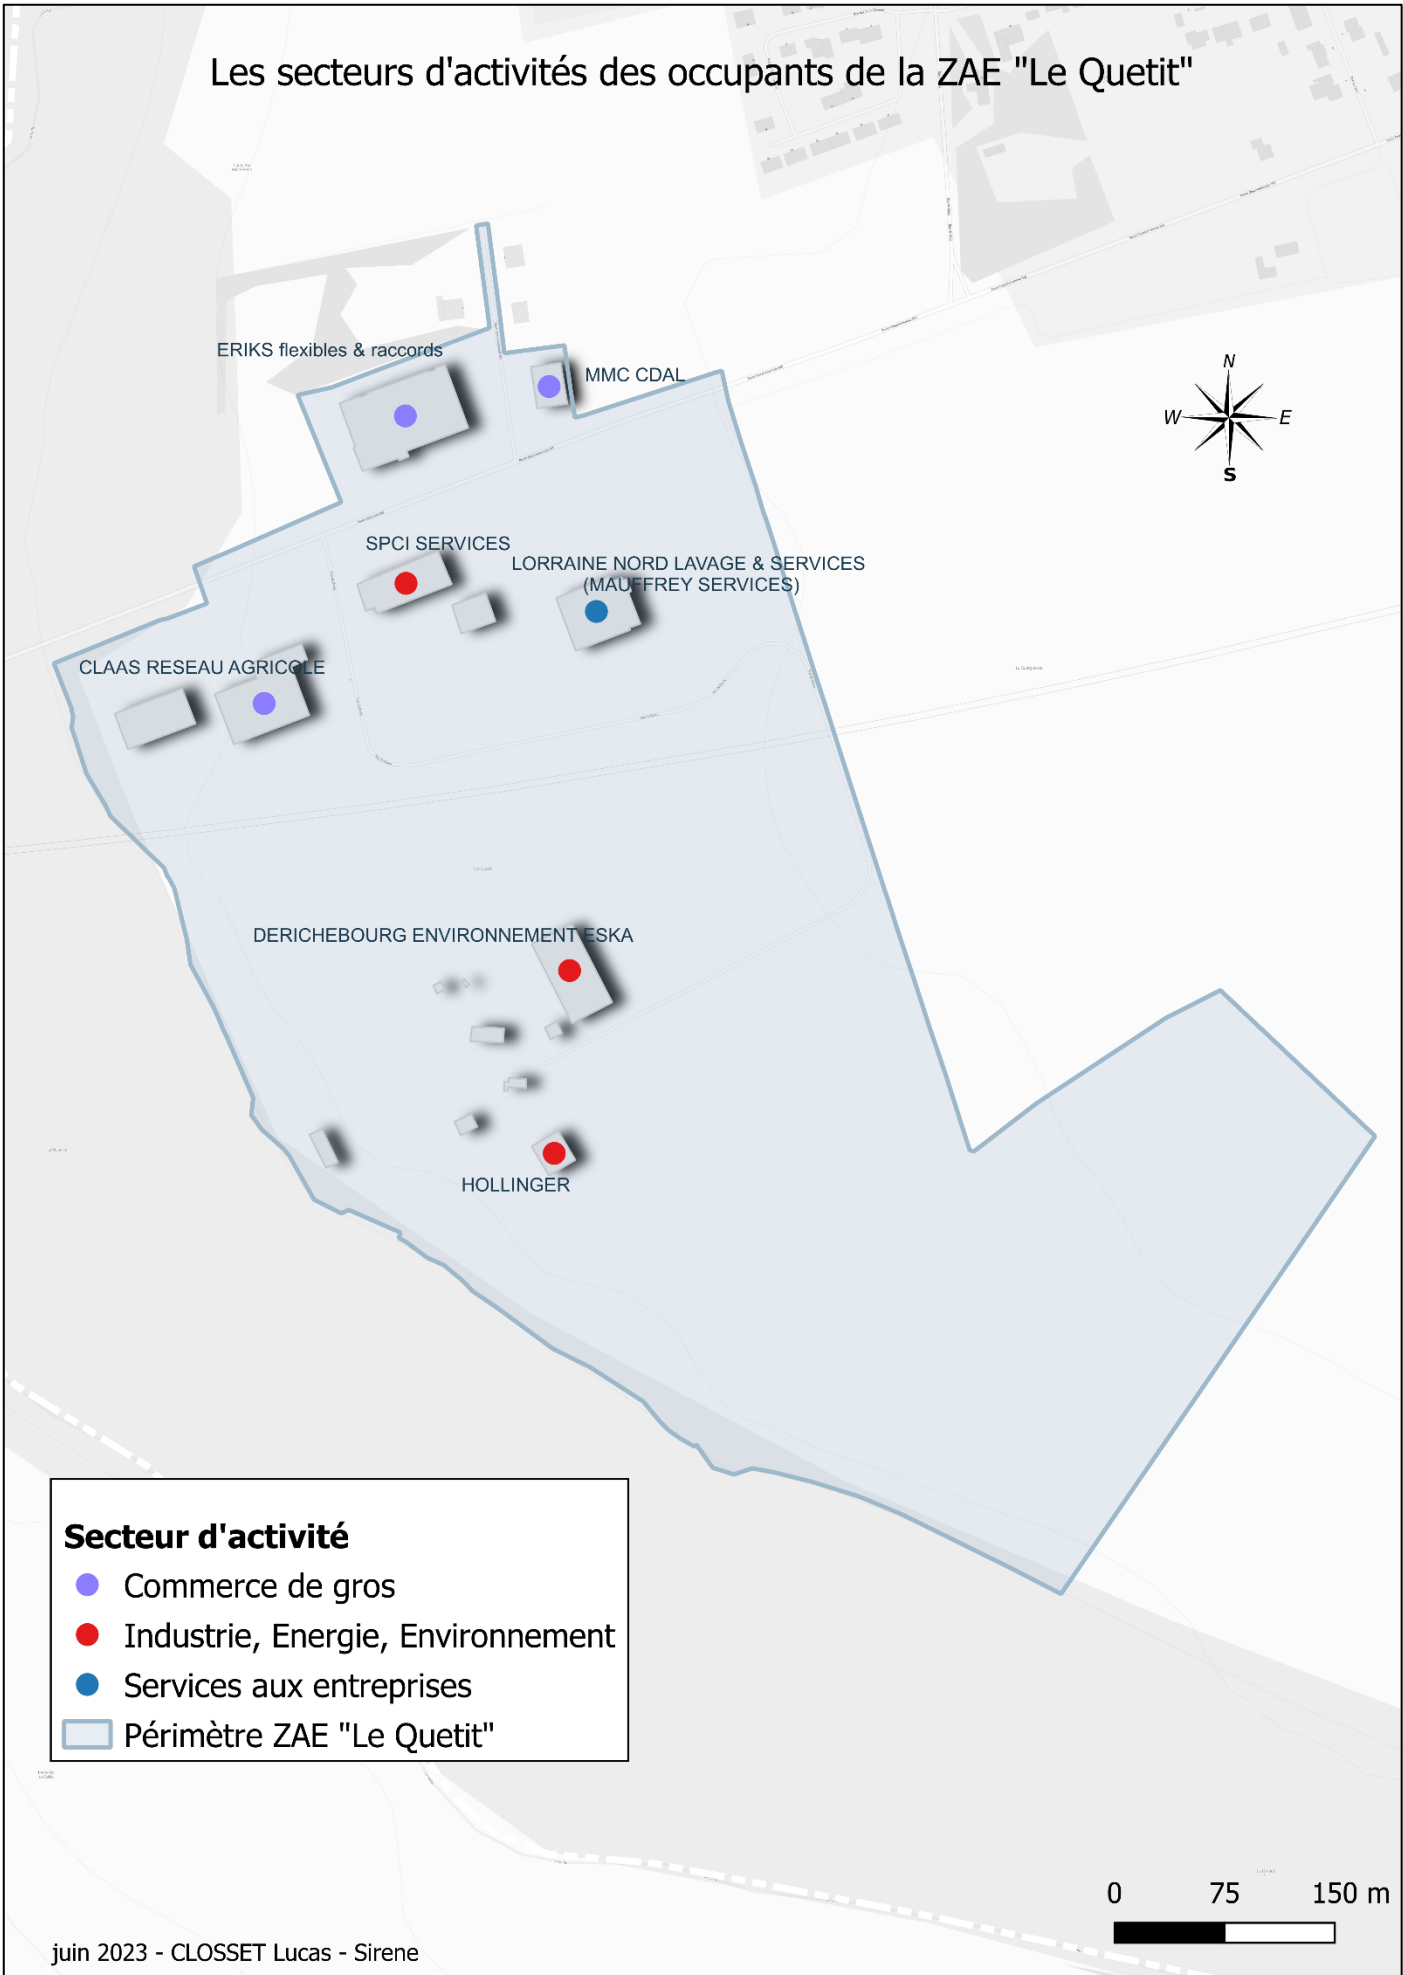 Les secteurs d'activités des occupants de la ZAE "Le Quetit"
ERIKS flexibles & raccords
MMC CDAL
N
W
E
S
SPCI SERVICES
LORRAINE NORD LAVAGE & SERVICES
(MAUFFREY SERVICES)
CLAAS RESEAU AGRICOLE
DERICHEBOURG ENVIRONNEMENT ESKA
HOLLINGER
Secteur d'activité
Commerce de gros
Industrie, Energie, Environnement
Services aux entreprises
Périmètre ZAE "Le Quetit"
0 75 150 m
juin 2023 - CLOSSET Lucas - Sirene